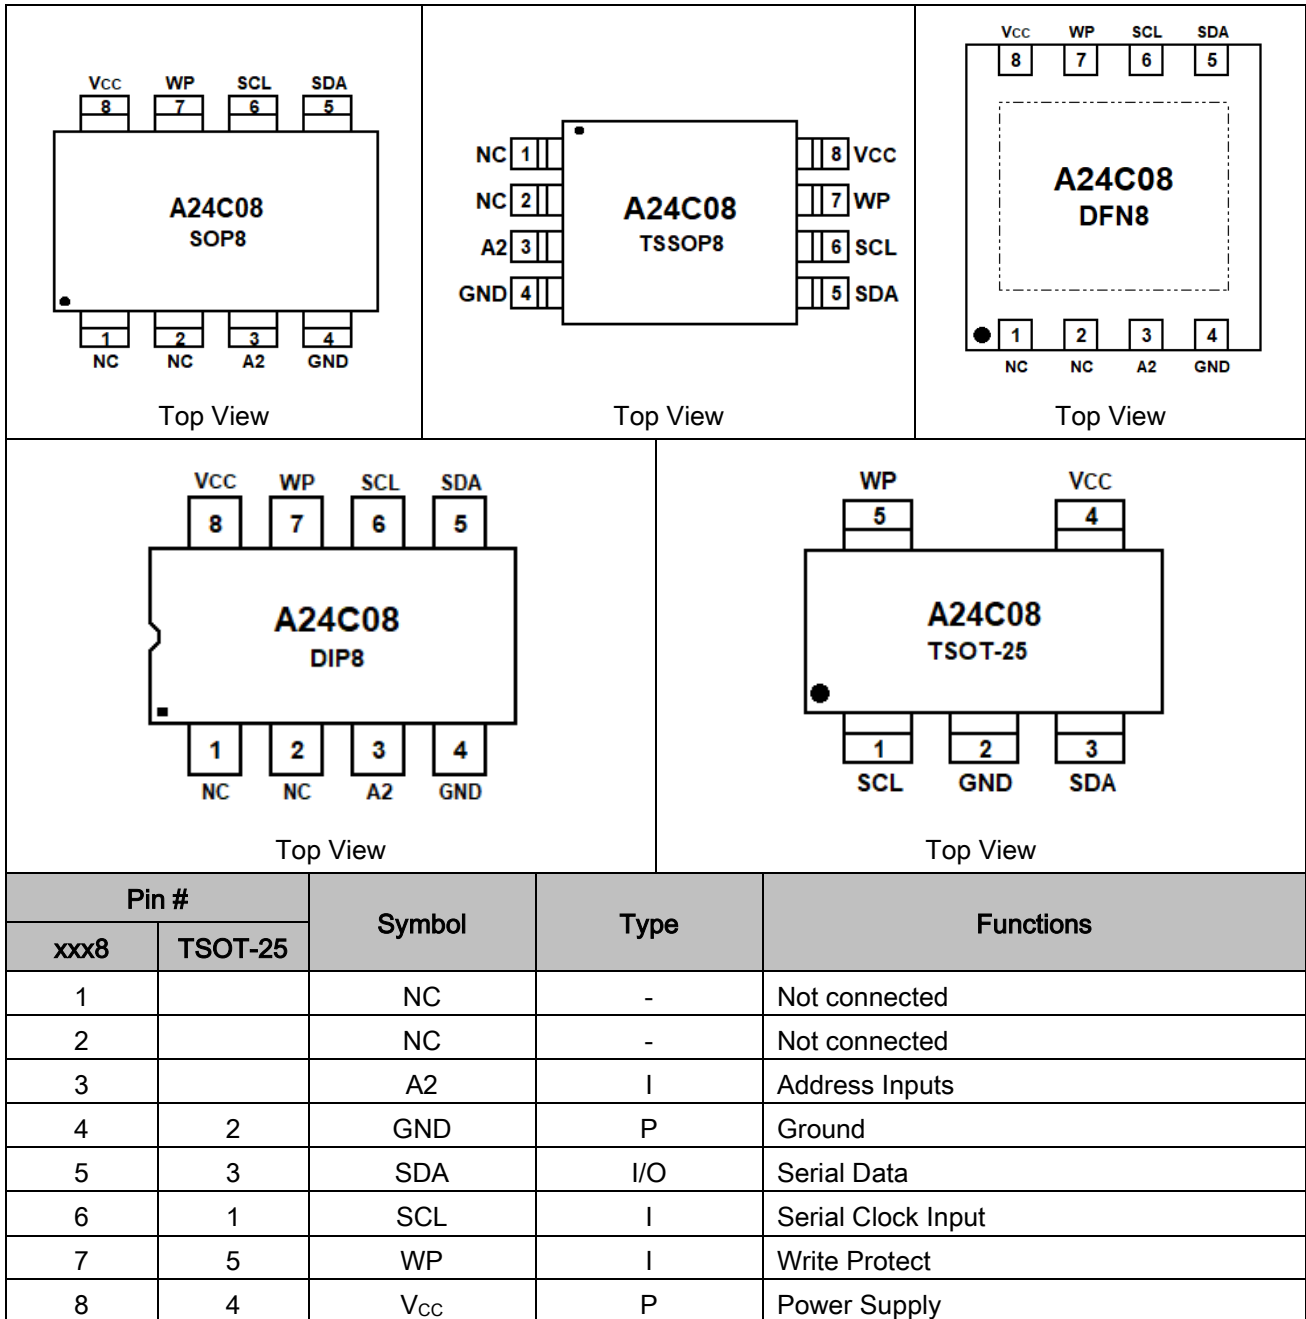 VCC WP SCL SDA
8 7 6 5
A24C08
SOP8
1 2 3 4
NC NC A2 GND
Top View
NC 1 8 VCC
NC 2 7 WP
A2 3 6 SCL
GND 4 5 SDA
A24C08
TSSOP8
Top View
VCC WP SCL SDA
8 7 6 5
A24C08
DFN8
1 2 3 4
NC NC A2 GND
Top View
VCC WP SCL SDA
8 7 6 5
A24C08
DIP8
1 2 3 4
NC NC A2 GND
Top View
WP VCC
5 4
A24C08
TSOT-25
1 2 3
SCL GND SDA
Top View
Pin # Symbol Type Functions
xxx8 TSOT-25
1 NC - Not connected
2 NC - Not connected
3 A2 I Address Inputs
4 2 GND P Ground
5 3 SDA I/O Serial Data
6 1 SCL I Serial Clock Input
7 5 WP I Write Protect
8 4 VCC P Power Supply